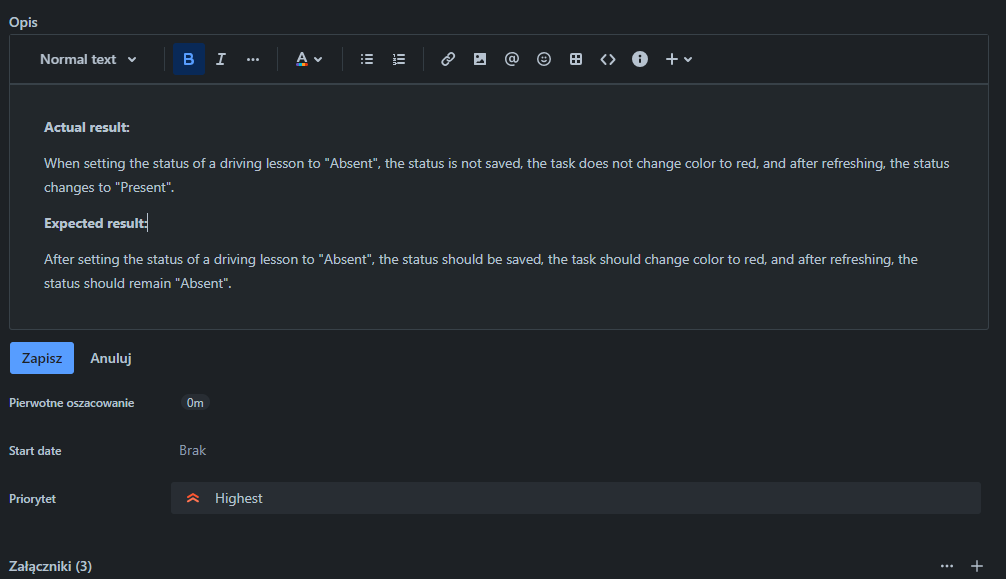 Opis
Normal text
B I ... A @
Actual result:
When setting the status of a driving lesson to "Absent", the status is not saved, the task does not change color to red, and after refreshing, the status
changes to "Present".
Expected result:
After setting the status of a driving lesson to "Absent", the status should be saved, the task should change color to red, and after refreshing, the
status should remain "Absent".
Zapisz Anuluj
Pierwotne oszacowanie 0m
Start date Brak
Priorytet Highest
Załączniki (3)